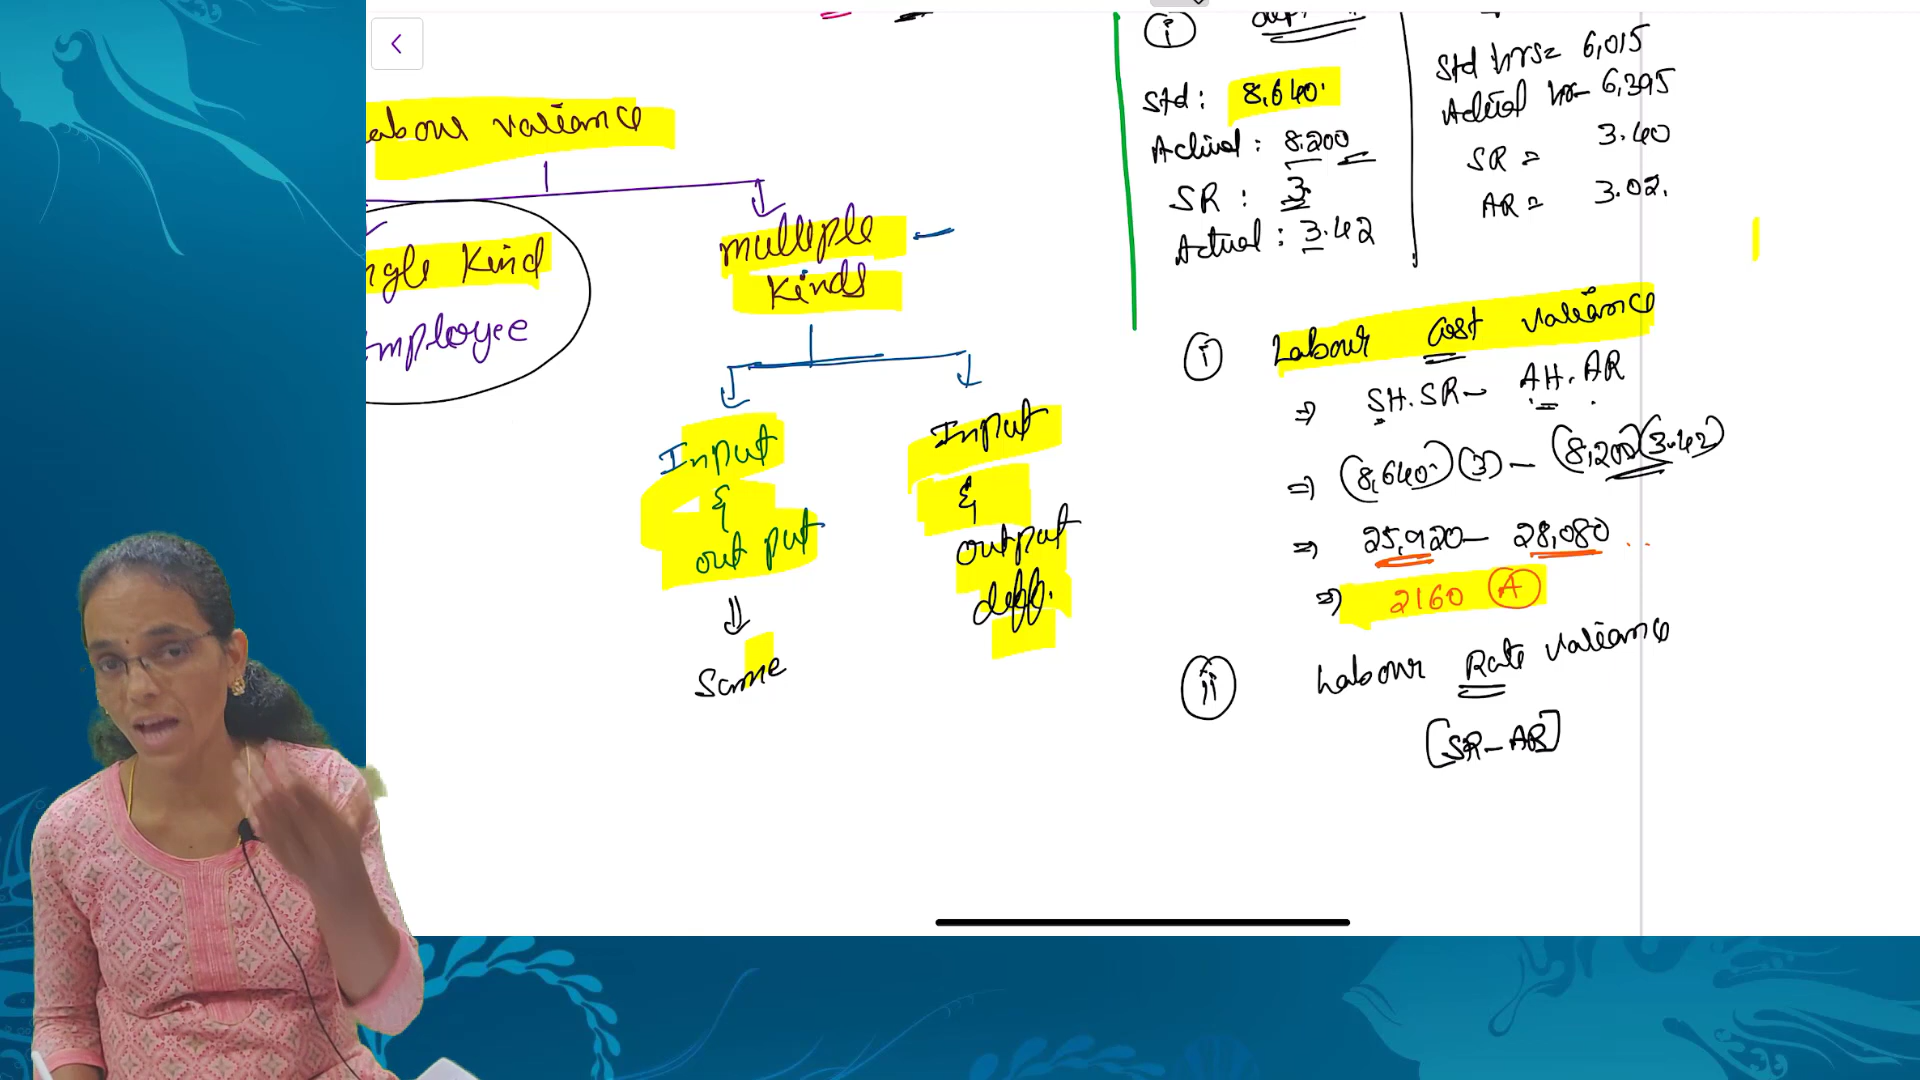 abour variance
ngle Kind
mployee
multiple
kinds
Input
&
out put
Same
Input
&
output
diff.
i
Std : 8,640.
Actual : 8.200
SR : 3.
Actual : 3.42
Std hrs = 6,015
Actual hr - 6,395
SR = 3.40
AR = 3.02.
i Labour Cost variance
⇒ SH.SR - AH.AR
⇒ (8,640.)(3) - (8,200)(3.42)
⇒ 25,920 - 28,080
⇒ 2160 A
ii Labour Rate variance
[SR - AR]